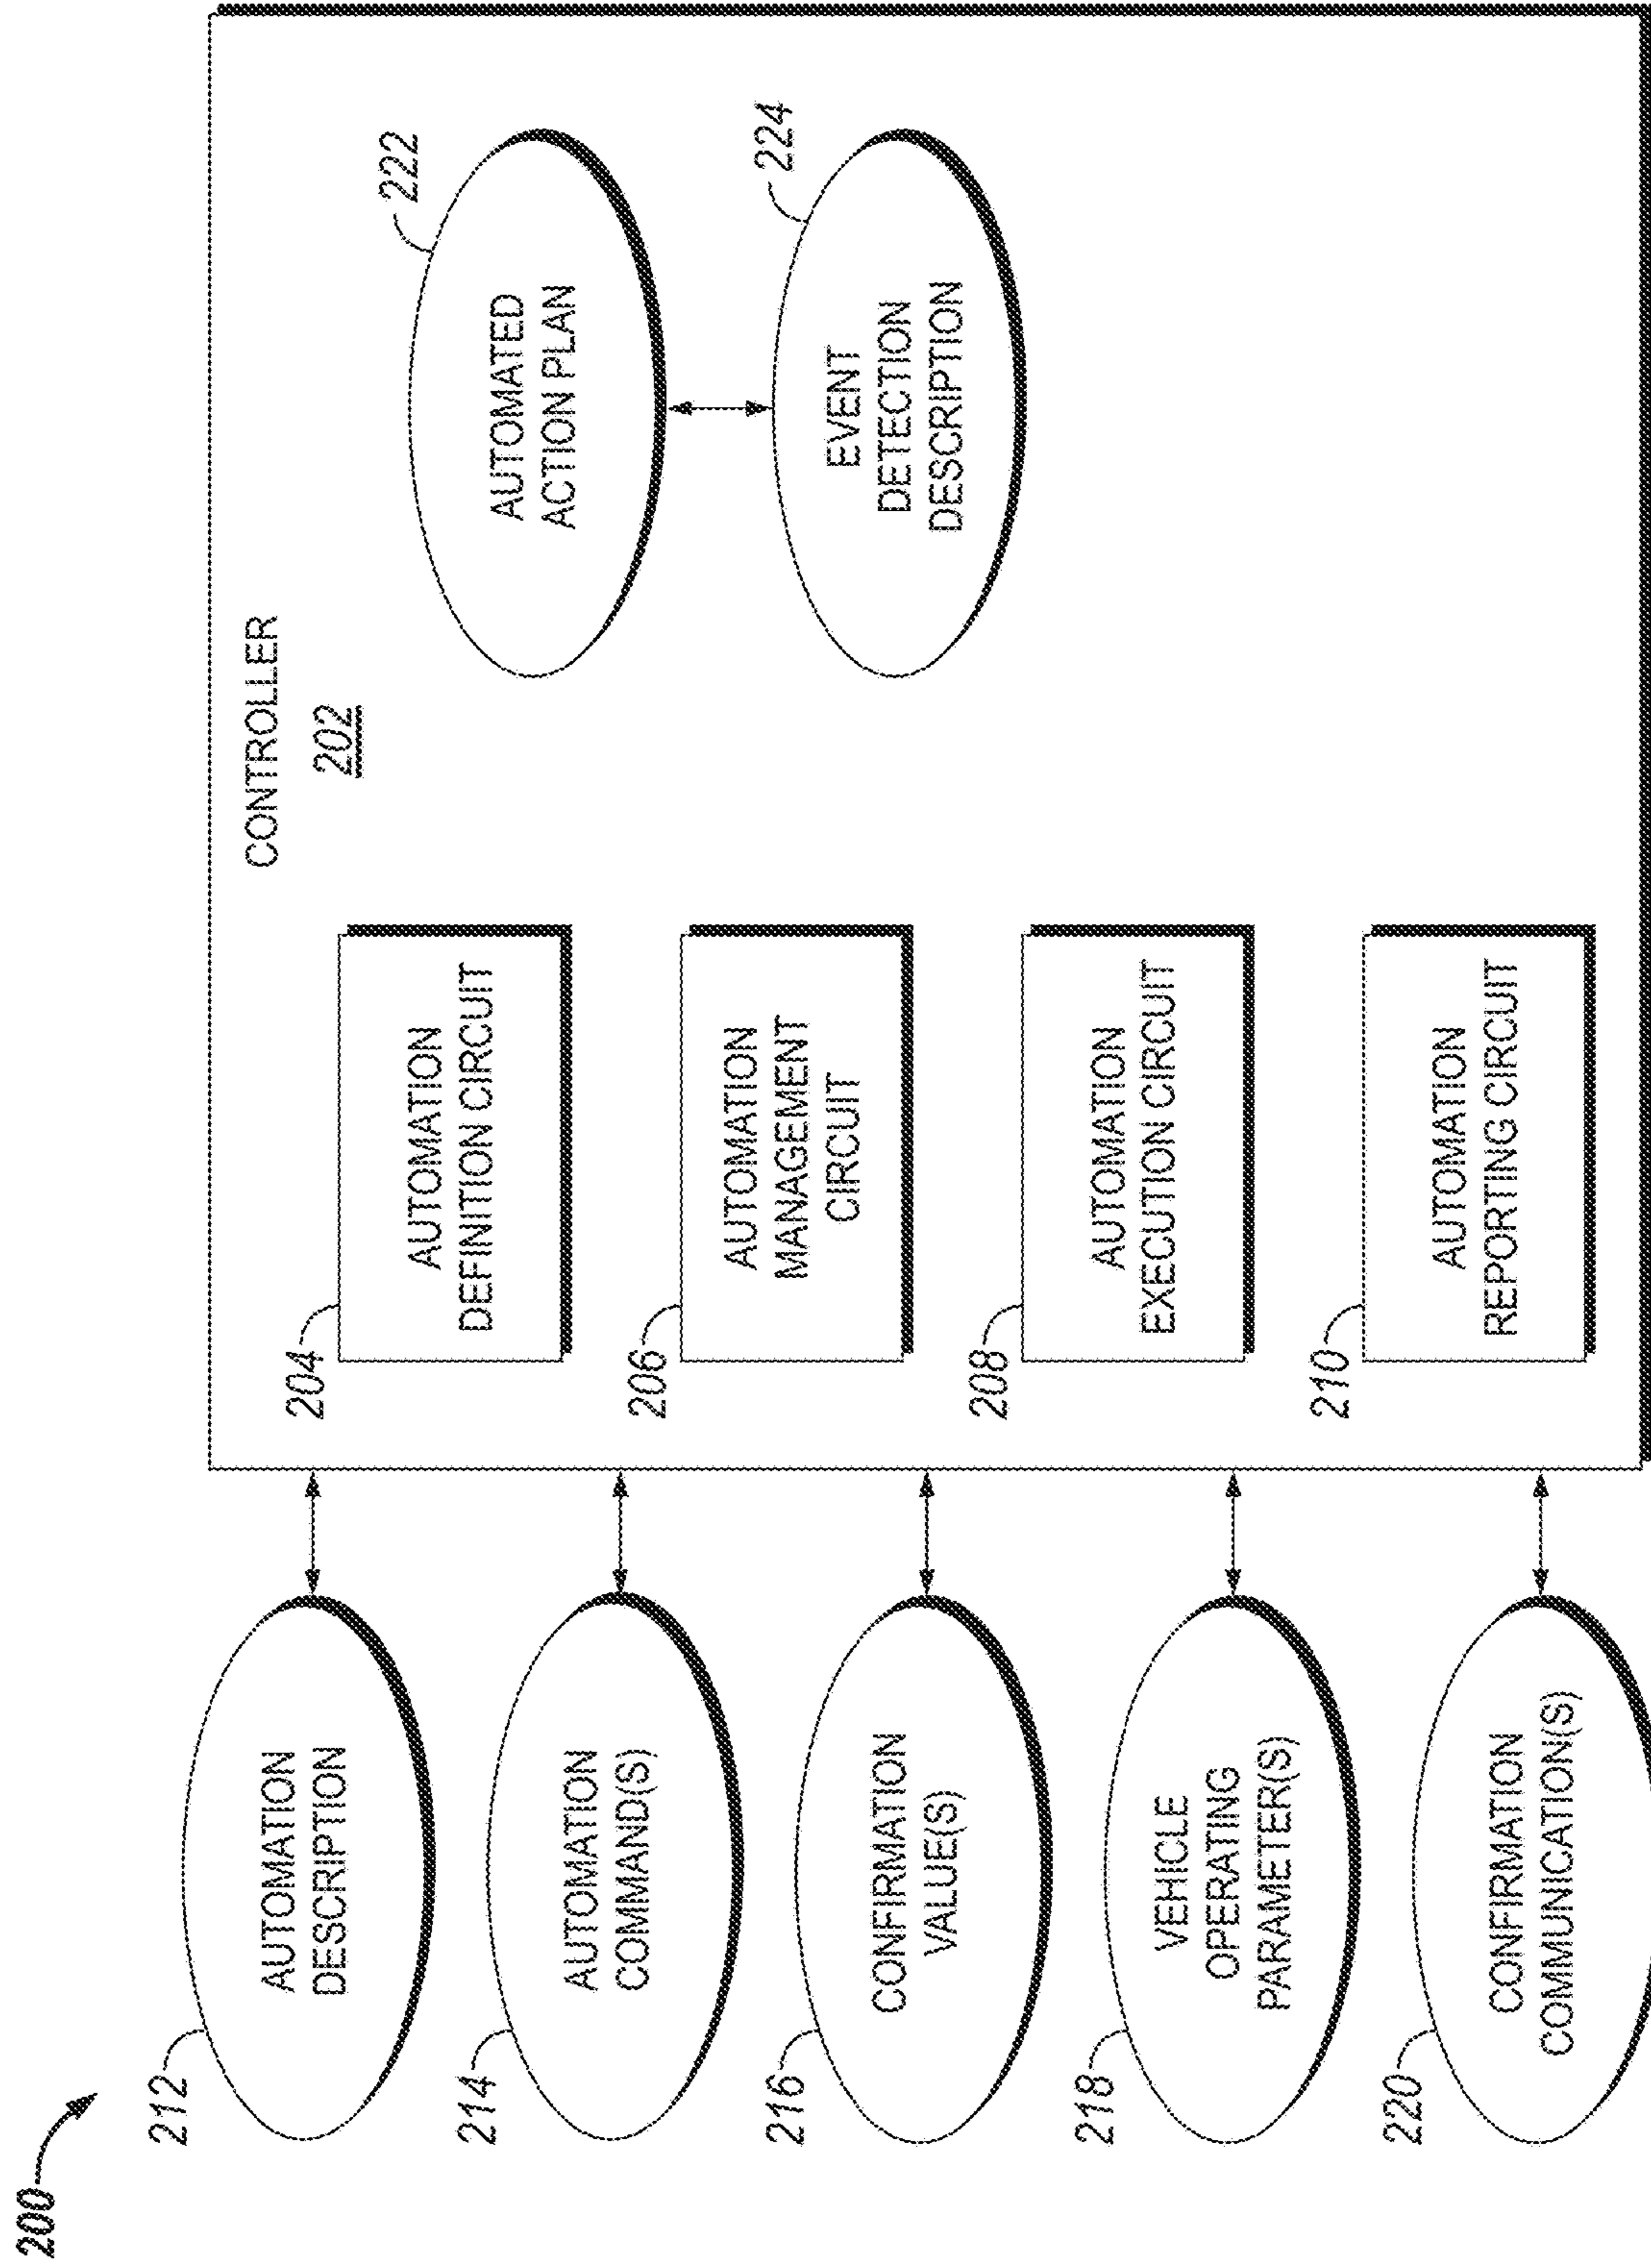 200
CONTROLLER
202
212
AUTOMATION
DESCRIPTION
214
AUTOMATION
COMMAND(S)
216
CONFIRMATION
VALUE(S)
218
VEHICLE
OPERATING
PARAMETER(S)
220
CONFIRMATION
COMMUNICATION(S)
204
AUTOMATION
DEFINITION CIRCUIT
206
AUTOMATION
MANAGEMENT
CIRCUIT
208
AUTOMATION
EXECUTION CIRCUIT
210
AUTOMATION
REPORTING CIRCUIT
222
AUTOMATED
ACTION PLAN
224
EVENT
DETECTION
DESCRIPTION